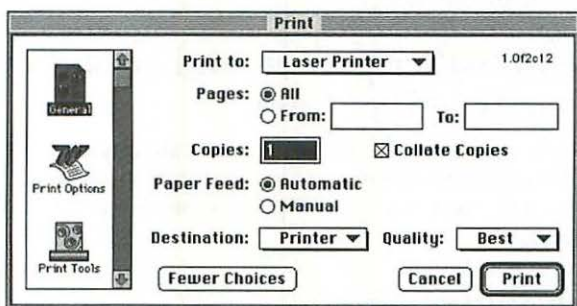 Print
Print to: Laser Printer 1.0f2c12
Pages: All
From: To:
General
Copies: 1 Collate Copies
Print Options
Paper Feed: Automatic
Manual
Destination: Printer Quality: Best
Print Tools
Fewer Choices Cancel Print